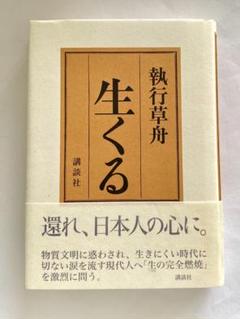 執行草舟
生くる
講談社
還れ、日本人の心に。
物質文明に惑わされ、生きにくい時代に
切ない涙を流す現代人へ「生の完全燃焼」
を激烈に問う。
講談社